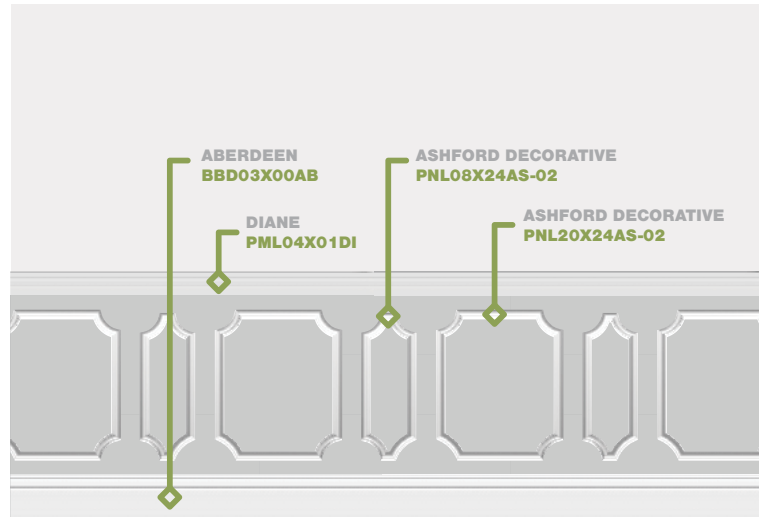 ABERDEEN
BBD03X00AB
ASHFORD DECORATIVE
PNL08X24AS-02
DIANE
PML04X01DI
ASHFORD DECORATIVE
PNL20X24AS-02